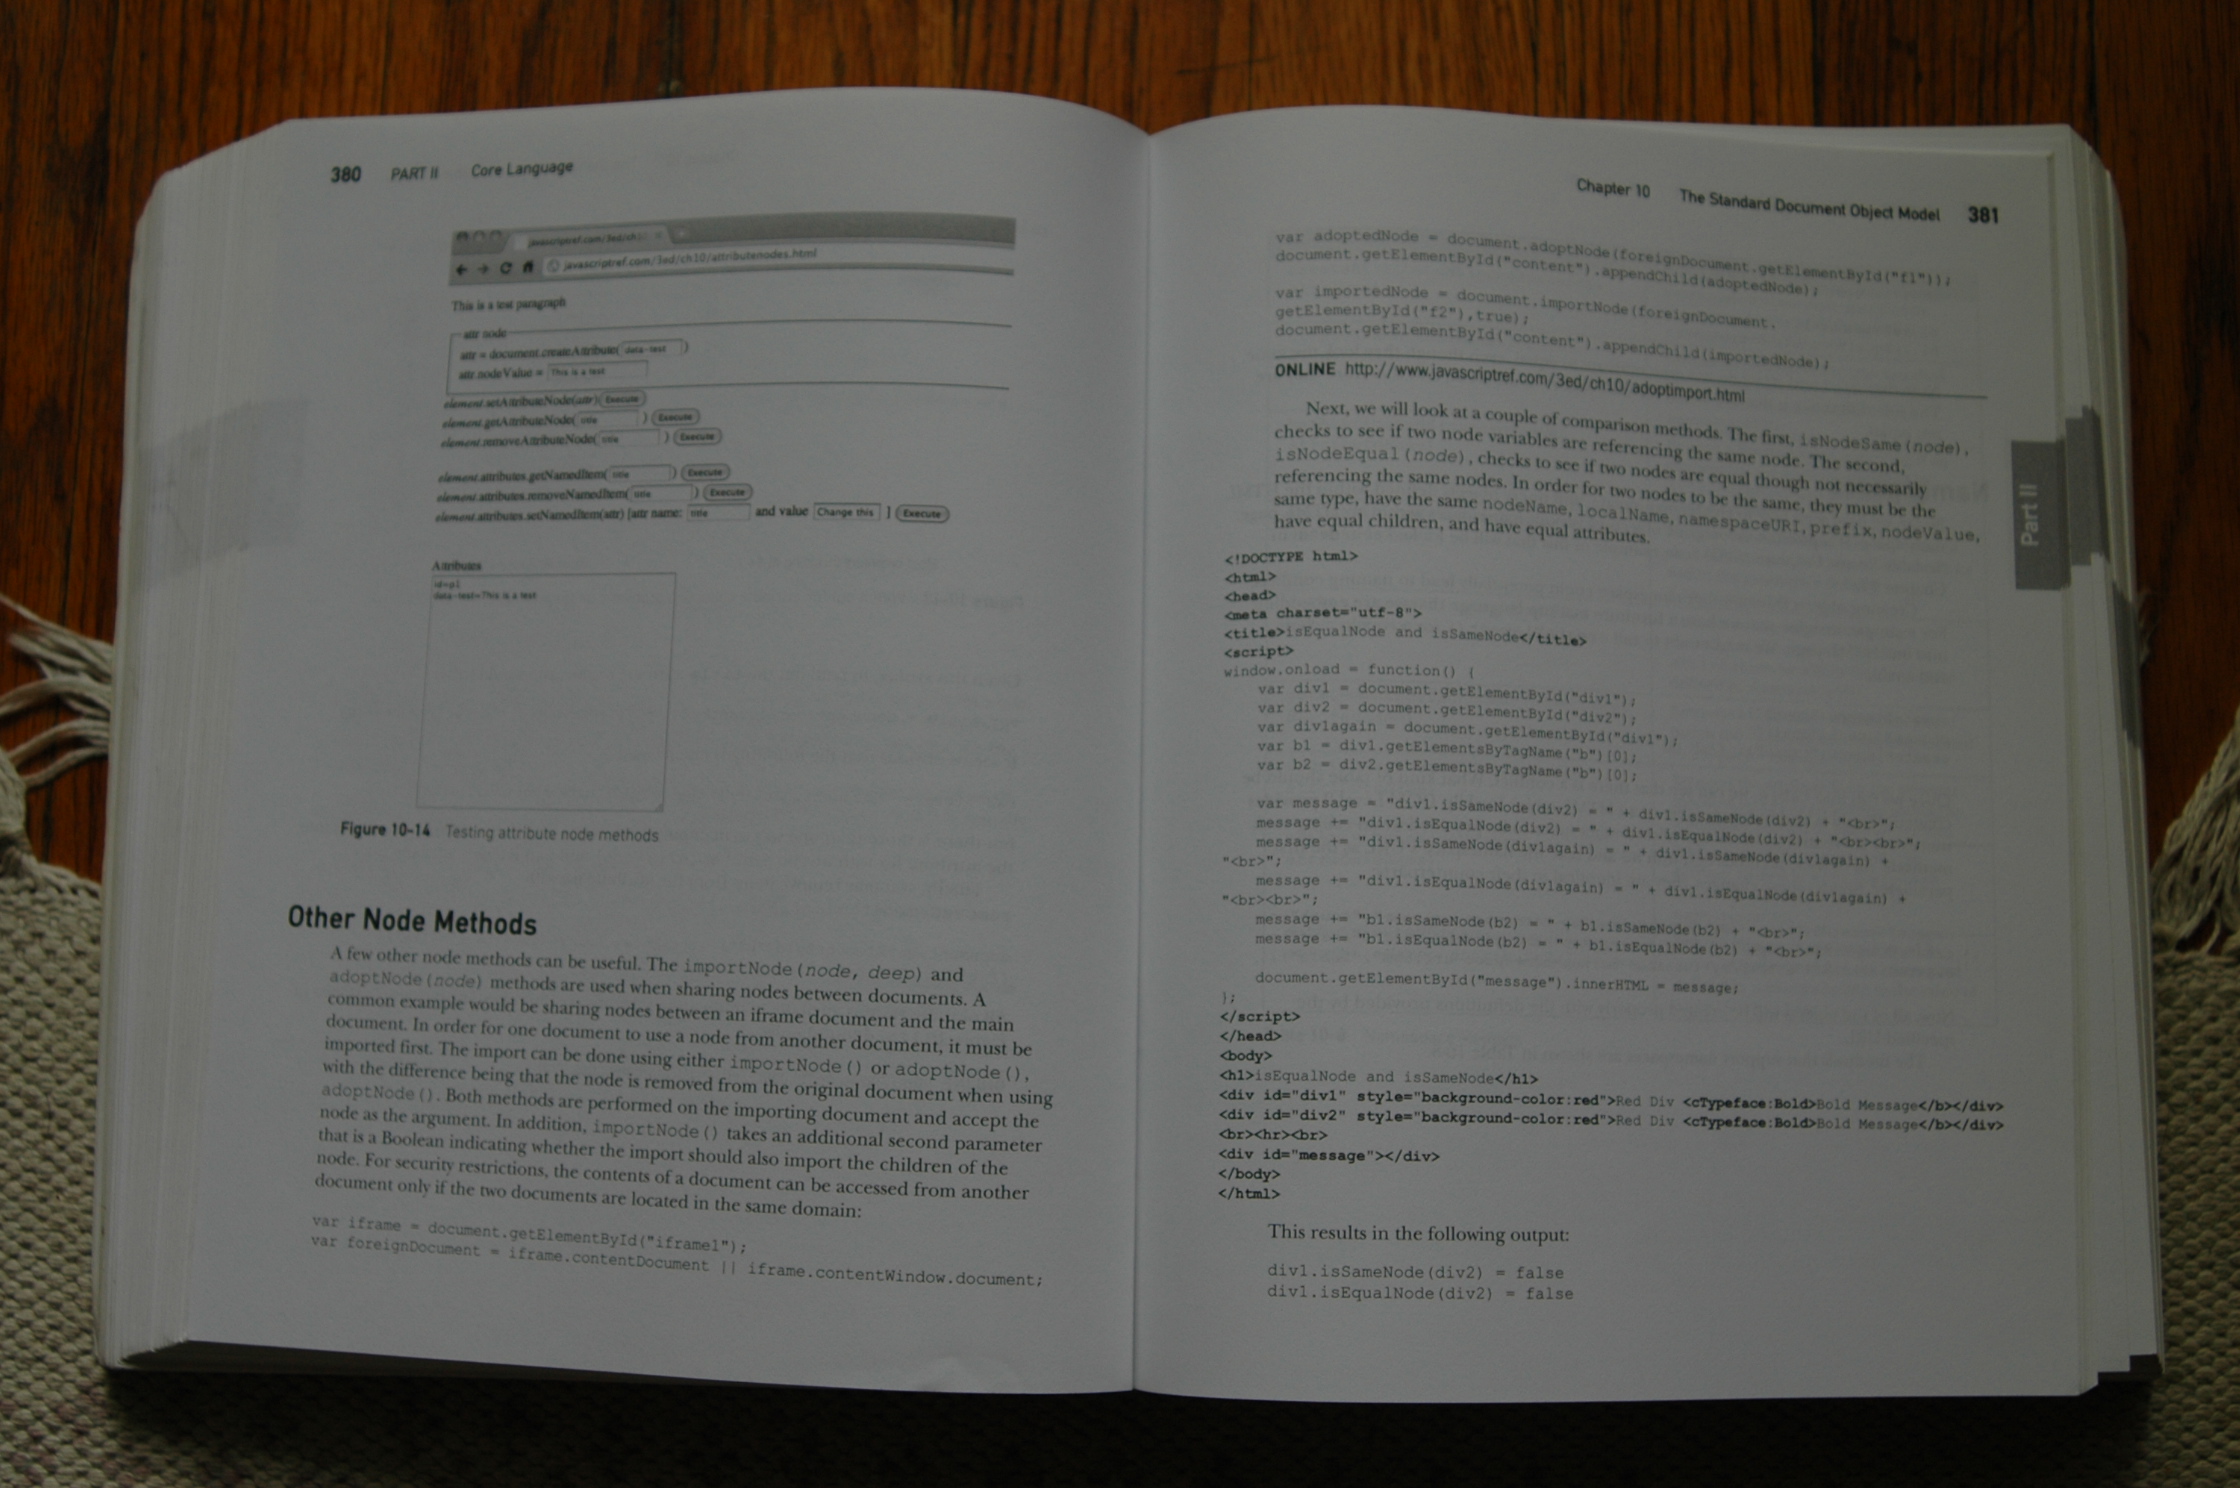 380 PART II Core Language
javascriptref.com/3ed/ch10/attributenodes.html
This is a test paragraph
attr node
attr = document.createAttribute( data-test )
attr.nodeValue = This is a test
element.setAttributeNode(attr) Execute
element.getAttributeNode( title ) Execute
element.removeAttributeNode( title ) Execute
element.attributes.getNamedItem( title ) Execute
element.attributes.removeNamedItem( title ) Execute
element.attributes.setNamedItem(attr) [attr name: title and value Change this ] Execute
Attributes
id=p1
data-test=This is a test
Figure 10-14 Testing attribute node methods
Other Node Methods
A few other node methods can be useful. The importNode(node, deep) and
adoptNode(node) methods are used when sharing nodes between documents. A
common example would be sharing nodes between an iframe document and the main
document. In order for one document to use a node from another document, it must be
imported first. The import can be done using either importNode() or adoptNode(),
with the difference being that the node is removed from the original document when using
adoptNode(). Both methods are performed on the importing document and accept the
node as the argument. In addition, importNode() takes an additional second parameter
that is a Boolean indicating whether the import should also import the children of the
node. For security restrictions, the contents of a document can be accessed from another
document only if the two documents are located in the same domain:
var iframe = document.getElementById("iframe1");
var foreignDocument = iframe.contentDocument || iframe.contentWindow.document;
Chapter 10 The Standard Document Object Model 381
var adoptedNode = document.adoptNode(foreignDocument.getElementById("f1"));
document.getElementById("content").appendChild(adoptedNode);
var importedNode = document.importNode(foreignDocument.
getElementById("f2"),true);
document.getElementById("content").appendChild(importedNode);
ONLINE http://www.javascriptref.com/3ed/ch10/adoptimport.html
Next, we will look at a couple of comparison methods. The first, isNodeSame(node),
checks to see if two node variables are referencing the same node. The second,
isNodeEqual(node), checks to see if two nodes are equal though not necessarily
referencing the same nodes. In order for two nodes to be the same, they must be the
same type, have the same nodeName, localName, namespaceURI, prefix, nodeValue,
have equal children, and have equal attributes.
<!DOCTYPE html>
<html>
<head>
<meta charset="utf-8">
<title>isEqualNode and isSameNode</title>
<script>
window.onload = function() {
var div1 = document.getElementById("div1");
var div2 = document.getElementById("div2");
var div1again = document.getElementById("div1");
var b1 = div1.getElementsByTagName("b")[0];
var b2 = div2.getElementsByTagName("b")[0];
var message = "div1.isSameNode(div2) = " + div1.isSameNode(div2) + "<br>";
message += "div1.isEqualNode(div2) = " + div1.isEqualNode(div2) + "<br><br>";
message += "div1.isSameNode(div1again) = " + div1.isSameNode(div1again) +
"<br>";
message += "div1.isEqualNode(div1again) = " + div1.isEqualNode(div1again) +
"<br><br>";
message += "b1.isSameNode(b2) = " + b1.isSameNode(b2) + "<br>";
message += "b1.isEqualNode(b2) = " + b1.isEqualNode(b2) + "<br>";
document.getElementById("message").innerHTML = message;
};
</script>
</head>
<body>
<h1>isEqualNode and isSameNode</h1>
<div id="div1" style="background-color:red">Red Div <cTypeface:Bold>Bold Message</b></div>
<div id="div2" style="background-color:red">Red Div <cTypeface:Bold>Bold Message</b></div>
<br><hr><br>
<div id="message"></div>
</body>
</html>
This results in the following output:
div1.isSameNode(div2) = false
div1.isEqualNode(div2) = false
Part II